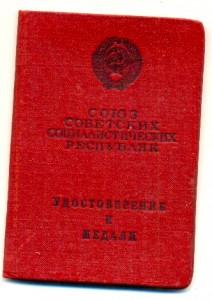 СОЮЗ
СОВЕТСКИХ
СОЦИАЛИСТИЧЕСКИХ
РЕСПУБЛИК
УДОСТОВЕРЕНИЕ
К
МЕДАЛИ